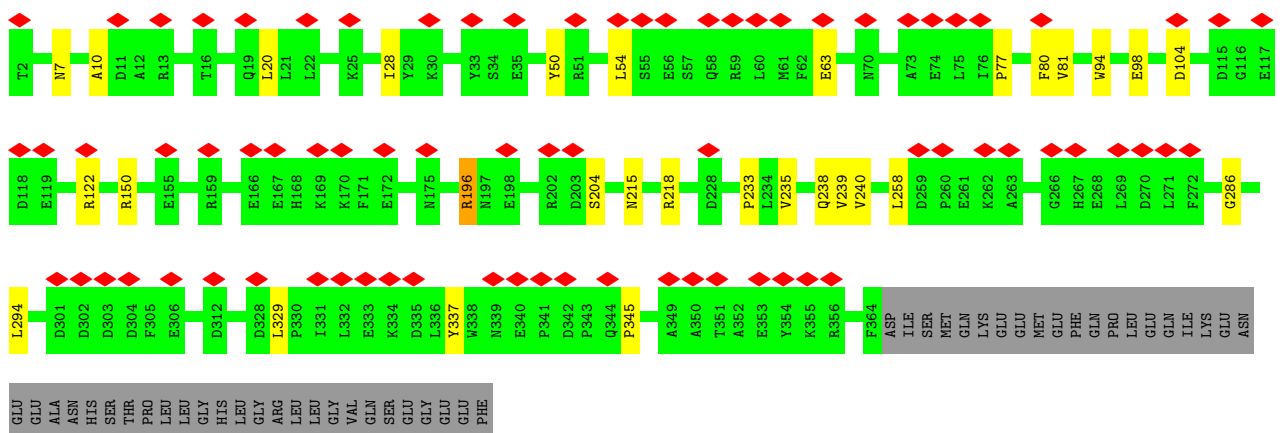 T2 N7 A10 D11 A12 R13 T16 Q19 L20 L21 L22 K25 I28 Y29 K30 Y33 S34 E35 Y50 R51 L54 S55 E56 S57 Q58 R59 L60 M61 F62 E63 N70 A73 E74 L75 I76 P77 F80 V81 W94 E98 D104 D115 G116 E117
D118 E119 R122 R150 E155 R159 E166 E167 H168 K169 K170 F171 E172 N175 R196 N197 E198 R202 D203 S204 N215 R218 D228 P233 L234 V235 Q238 V239 V240 L258 D259 P260 E261 K262 A263 G266 H267 E268 L269 D270 L271 F272 G286
L294 D301 D302 D303 D304 F305 E306 D312 D328 L329 P330 I331 L332 E333 K334 D335 L336 Y337 W338 N339 E340 P341 D342 P343 Q344 P345 A349 A350 T351 A352 E353 Y354 K355 R356 F364 ASP ILE SER MET GLN LYS GLU GLU MET GLU PHE GLN PRO LEU GLU GLN ILE LYS GLU ASN
GLU GLU ALA ASN HIS SER THR PRO LEU LEU GLY HIS LEU GLY ARG LEU LEU GLY VAL GLN SER GLU GLY GLU GLU PHE